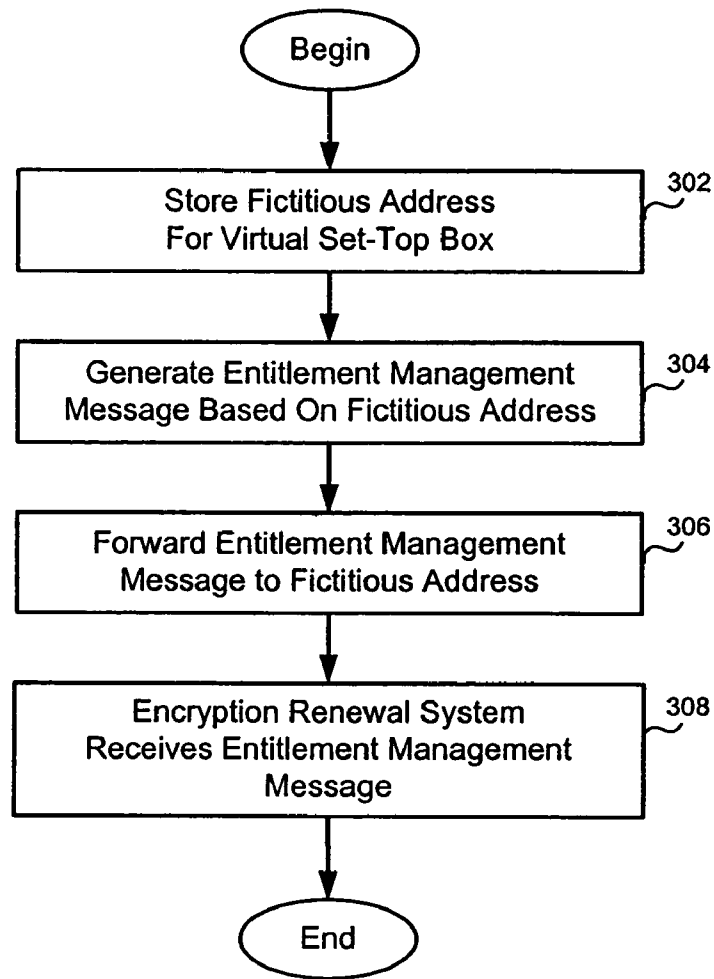 Begin
302
Store Fictitious Address
For Virtual Set-Top Box
304
Generate Entitlement Management
Message Based On Fictitious Address
306
Forward Entitlement Management
Message to Fictitious Address
308
Encryption Renewal System
Receives Entitlement Management
Message
End